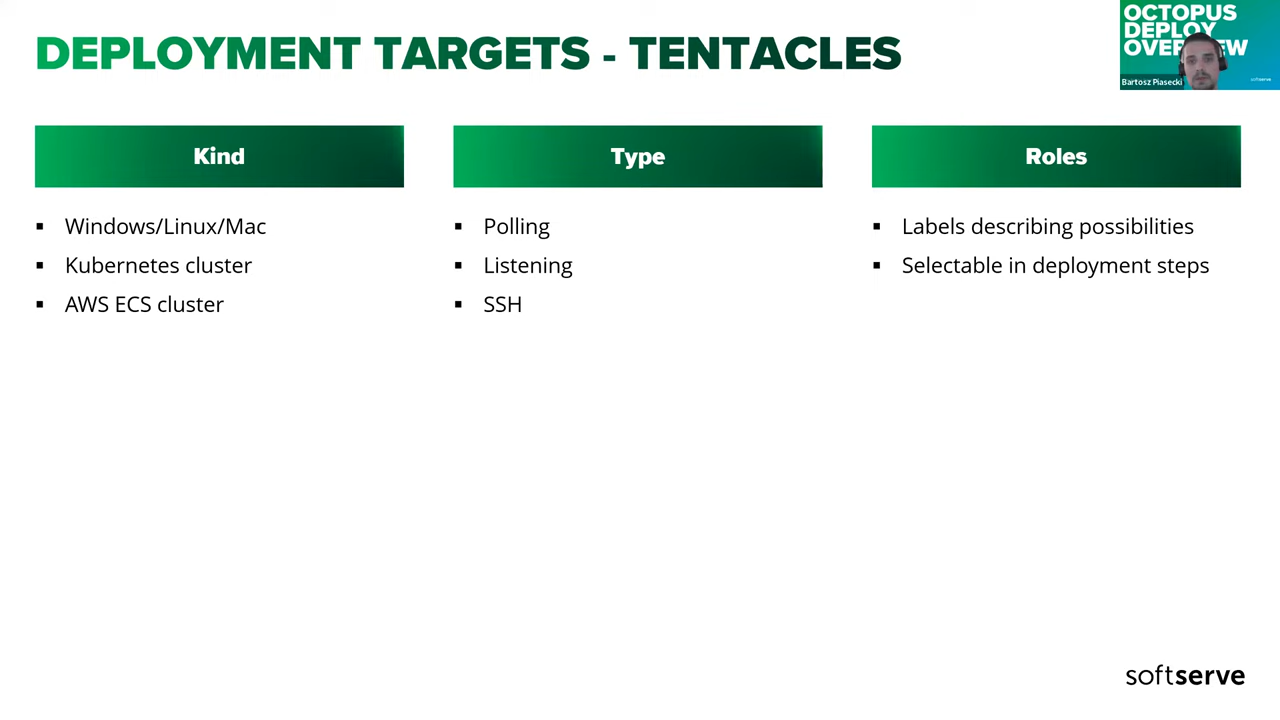 DEPLOYMENT TARGETS - TENTACLES
OCTOPUS
DEPLOY
Bartosz Piasecki
softserve
Kind
Windows/Linux/Mac
Kubernetes cluster
AWS ECS cluster
Type
Polling
Listening
SSH
Roles
Labels describing possibilities
Selectable in deployment steps
softserve